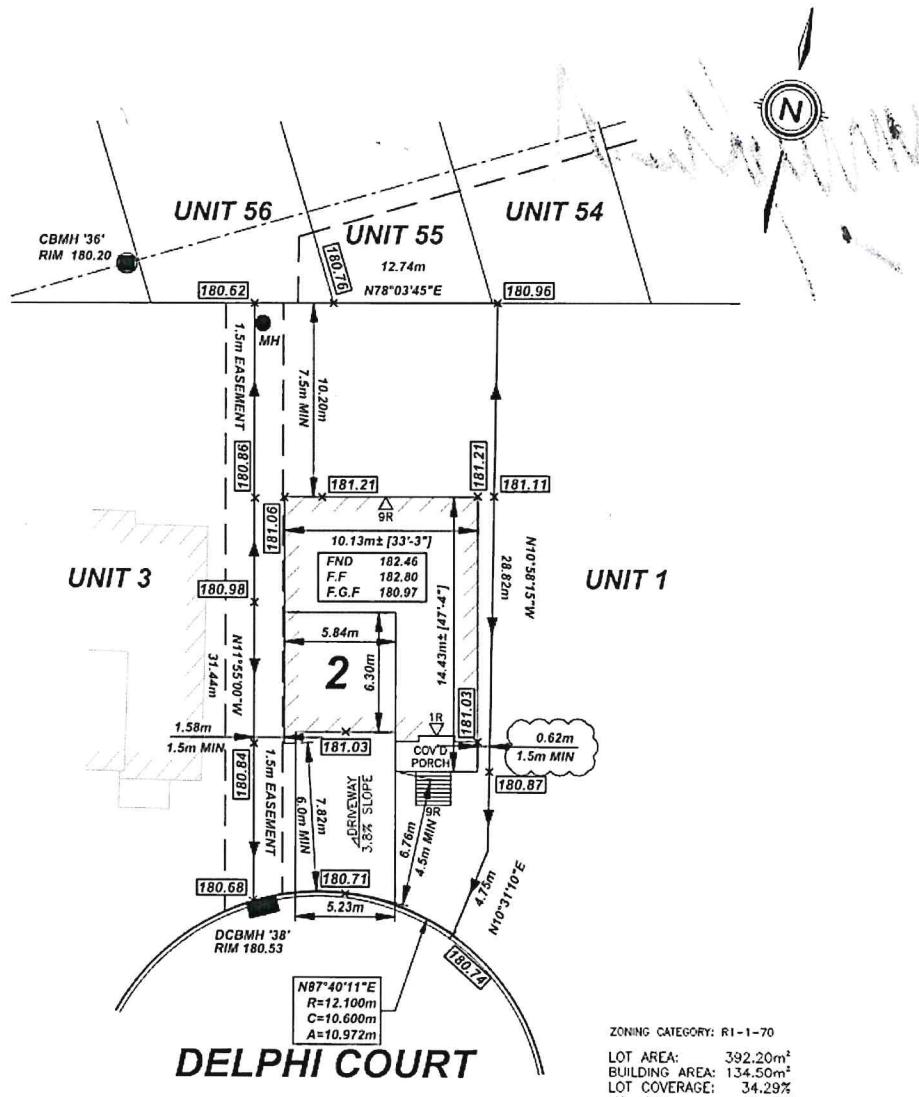 N
UNIT 56
UNIT 55
UNIT 54
CBMH '36'
RIM 180.20
180.76
12.74m
N78°03'45"E
180.62
180.96
MH
1.5m EASEMENT
10.20m
7.5m MIN
180.86
181.06
181.21
181.21
181.11
9R
10.13m± [33'-3"]
FND 182.46
F.F 182.80
F.G.F 180.97
UNIT 3
UNIT 1
N10°58'15"W
28.82m
180.98
5.84m
14.43m± [47'-4"]
N11°55'00"W
31.44m
2
6.30m
1.58m
1.5m MIN
181.03
1R
181.03
COV'D
PORCH
0.62m
1.5m MIN
180.84
180.87
1.5m EASEMENT
7.82m
6.0m MIN
DRIVEWAY
3.8% SLOPE
9R
6.76m
4.5m MIN
4.75m
N10°31'10"E
180.68
180.71
5.23m
DCBMH '38'
RIM 180.53
180.74
N87°40'11"E
R=12.100m
C=10.600m
A=10.972m
DELPHI COURT
ZONING CATEGORY: R1-1-70
LOT AREA: 392.20m²
BUILDING AREA: 134.50m²
LOT COVERAGE: 34.29%